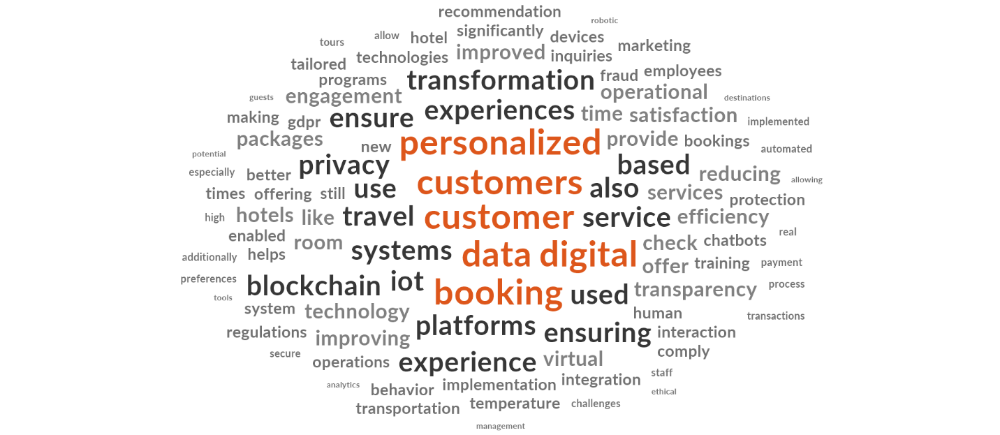 recommendation
robotic
tours allow hotel significantly devices
tailored technologies improved inquiries marketing
programs transformation fraud employees
guests engagement operational destinations
making gdpr ensure experiences time satisfaction implemented
packages new personalized provide bookings automated
potential
especially better privacy based reducing allowing
times offering still use customers also services protection
high hotels like travel customer service efficiency
enabled room systems data digital check chatbots real
additionally helps offer training payment
preferences blockchain iot booking used transparency process
tools system technology human transactions
regulations improving platforms ensuring interaction
secure operations experience virtual comply
analytics behavior implementation integration staff
ethical
transportation temperature challenges
management